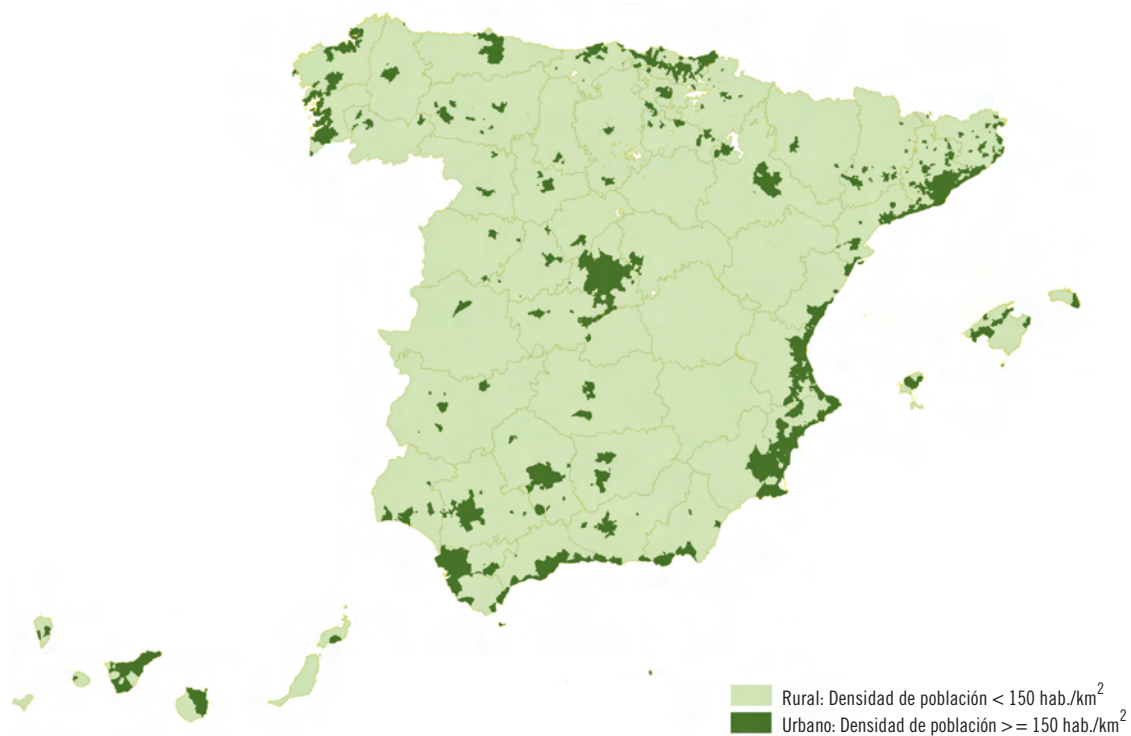 Rural: Densidad de población < 150 hab./km²
Urbano: Densidad de población >= 150 hab./km²